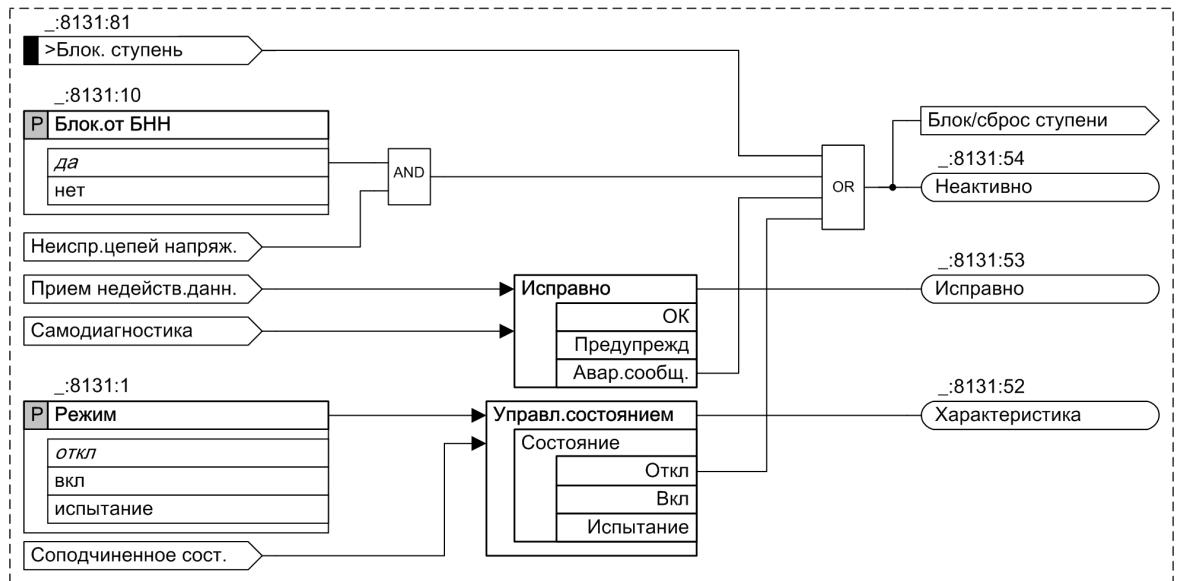 _:8131:81
>Блок. ступень
_:8131:10
P Блок.от БНН
да
нет
AND
OR
Блок/сброс ступени
_:8131:54
Неактивно
Неиспр.цепей напряж.
_:8131:53
Прием недейств.данн.
Исправно
Исправно
ОК
Самодиагностика
Предупрежд
Авар.сообщ.
_:8131:1
_:8131:52
P Режим
Управл.состоянием
Характеристика
Состояние
откл
Откл
вкл
Вкл
испытание
Испытание
Соподчиненное сост.